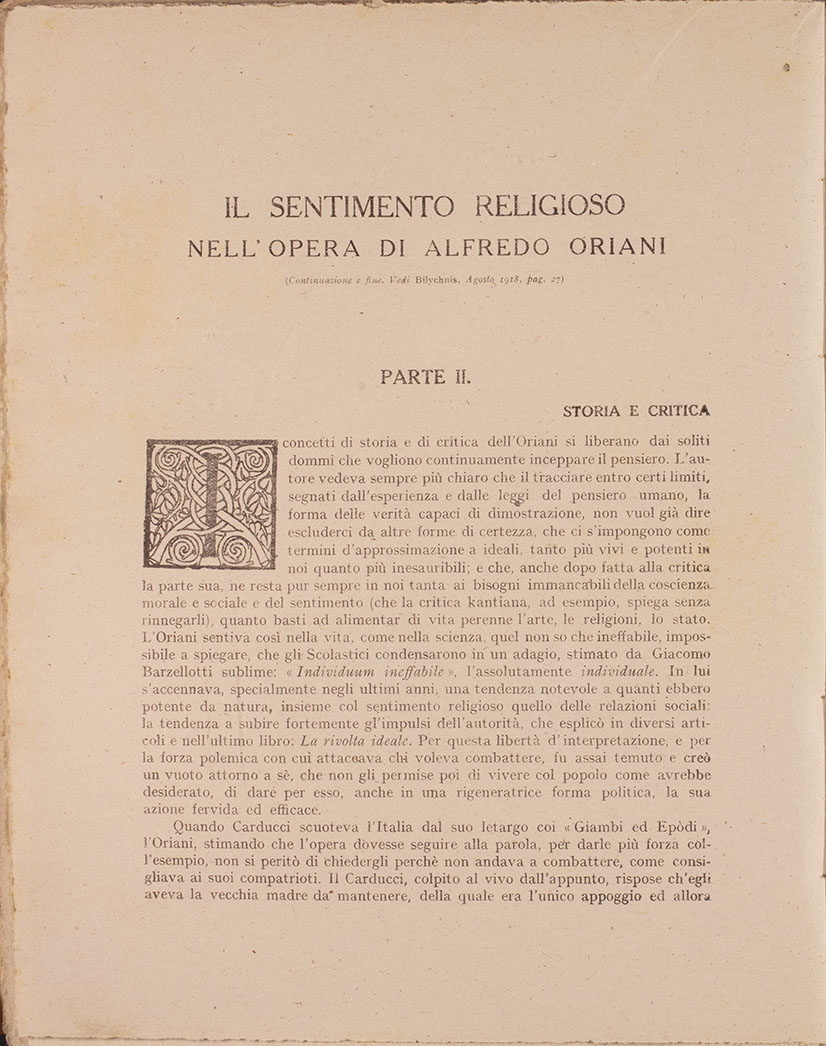 IL SENTIMENTO RELIGIOSO
NELL'OPERA DI ALFREDO ORIANI
(Continuazione e fine. Vedi Bilychnis, Agosto 1918, pag. 27)
PARTE II.
STORIA E CRITICA
I concetti di storia e di critica dell'Oriani si liberano dai soliti
dommi che vogliono continuamente inceppare il pensiero. L'au-
tore vedeva sempre più chiaro che il tracciare entro certi limiti,
segnati dall'esperienza e dalle leggi del pensiero umano, la
forma delle verità capaci di dimostrazione, non vuol già dire
escluderci da altre forme di certezza, che ci s'impongono come
termini d'approssimazione a ideali, tanto più vivi e potenti in
noi quanto più inesauribili; e che, anche dopo fatta alla critica
la parte sua, ne resta pur sempre in noi tanta ai bisogni immancabili della coscienza
morale e sociale e del sentimento (che la critica kantiana, ad esempio, spiega senza
rinnegarli), quanto basti ad alimentar di vita perenne l'arte, le religioni, lo stato.
L'Oriani sentiva così nella vita, come nella scienza, quel non so che ineffabile, impos-
sibile a spiegare, che gli Scolastici condensarono in un adagio, stimato da Giacomo
Barzellotti sublime: « Individuum ineffabile », l'assolutamente individuale. In lui
s'accennava, specialmente negli ultimi anni, una tendenza notevole a quanti ebbero
potente da natura, insieme col sentimento religioso quello delle relazioni sociali:
la tendenza a subire fortemente gl'impulsi dell'autorità, che esplicò in diversi arti-
coli e nell'ultimo libro: La rivolta ideale. Per questa libertà d'interpretazione, e per
la forza polemica con cui attaccava chi voleva combattere, fu assai temuto e creò
un vuoto attorno a sè, che non gli permise poi di vivere col popolo come avrebbe
desiderato, di dare per esso, anche in una rigeneratrice forma politica, la sua
azione fervida ed efficace.
Quando Carducci scuoteva l'Italia dal suo letargo coi « Giambi ed Epòdi »,
l'Oriani, stimando che l'opera dovesse seguire alla parola, per darle più forza col-
l'esempio, non si peritò di chiedergli perchè non andava a combattere, come consi-
gliava ai suoi compatrioti. Il Carducci, colpito al vivo dall'appunto, rispose ch'egli
aveva la vecchia madre da mantenere, della quale era l'unico appoggio ed allora